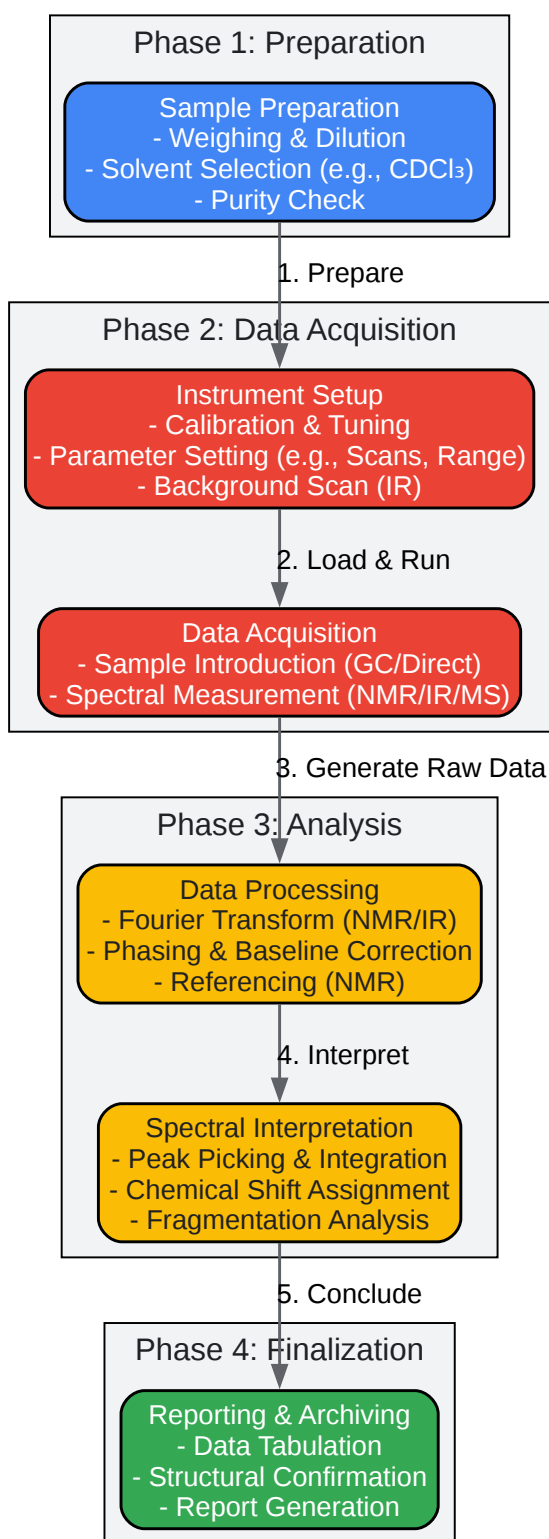 Phase 1: Preparation
Sample Preparation
- Weighing & Dilution
- Solvent Selection (e.g., CDCl₃)
- Purity Check
1. Prepare
Phase 2: Data Acquisition
Instrument Setup
- Calibration & Tuning
- Parameter Setting (e.g., Scans, Range)
- Background Scan (IR)
2. Load & Run
Data Acquisition
- Sample Introduction (GC/Direct)
- Spectral Measurement (NMR/IR/MS)
3. Generate Raw Data
Phase 3: Analysis
Data Processing
- Fourier Transform (NMR/IR)
- Phasing & Baseline Correction
- Referencing (NMR)
4. Interpret
Spectral Interpretation
- Peak Picking & Integration
- Chemical Shift Assignment
- Fragmentation Analysis
5. Conclude
Phase 4: Finalization
Reporting & Archiving
- Data Tabulation
- Structural Confirmation
- Report Generation